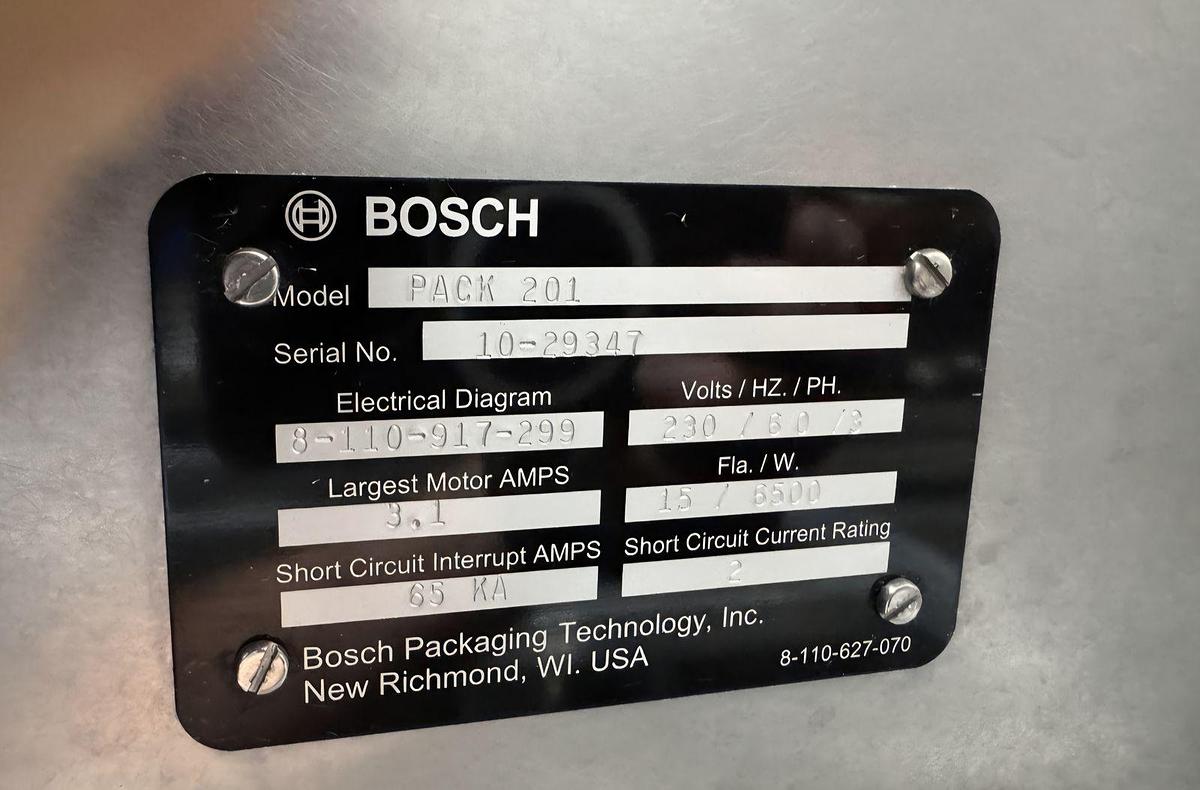 BOSCH
Model PACK 201
Serial No. 10-29347
Electrical Diagram Volts / HZ. / PH.
8-110-917-299 230 / 60 /3
Largest Motor AMPS Fla. / W.
3.1 15 / 6500
Short Circuit Interrupt AMPS Short Circuit Current Rating
65 KA 2
Bosch Packaging Technology, Inc.
New Richmond, WI. USA 8-110-627-070